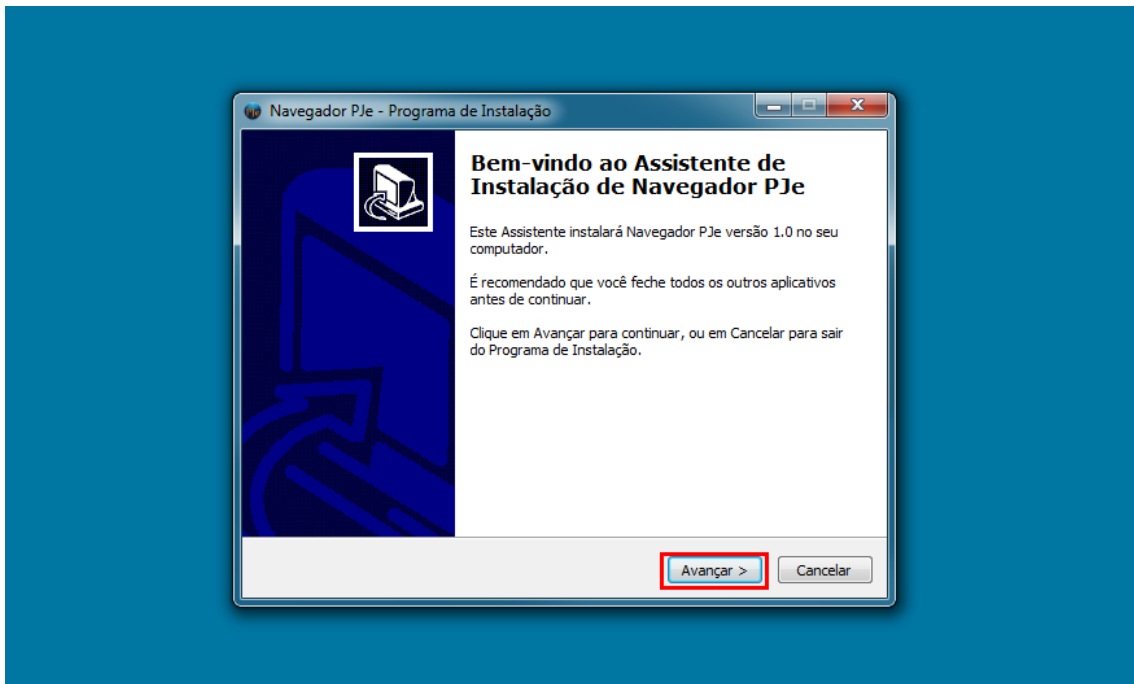 Navegador PJe - Programa de Instalação
Bem-vindo ao Assistente de
Instalação de Navegador PJe
Este Assistente instalará Navegador PJe versão 1.0 no seu
computador.
É recomendado que você feche todos os outros aplicativos
antes de continuar.
Clique em Avançar para continuar, ou em Cancelar para sair
do Programa de Instalação.
Avançar >
Cancelar